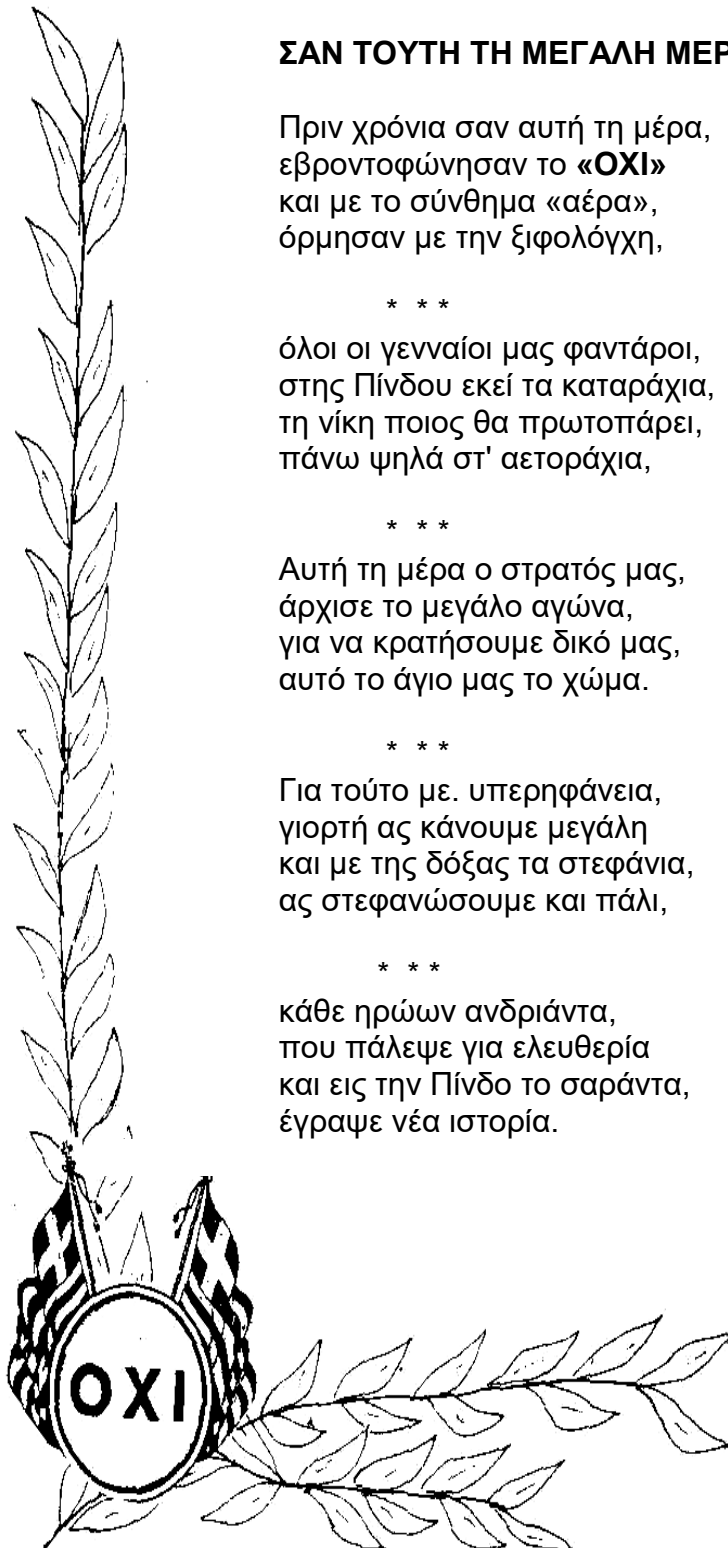 ΣΑΝ ΤΟΥΤΗ ΤΗ ΜΕΓΑΛΗ ΜΕΡ
Πριν χρόνια σαν αυτή τη μέρα,
εβροντοφώνησαν το «ΟΧΙ»
και με το σύνθημα «αέρα»,
όρμησαν με την ξιφολόγχη,
* * *
όλοι οι γενναίοι μας φαντάροι,
στης Πίνδου εκεί τα καταράχια,
τη νίκη ποιος θα πρωτοπάρει,
πάνω ψηλά στ' αετοράχια,
* * *
Αυτή τη μέρα ο στρατός μας,
άρχισε το μεγάλο αγώνα,
για να κρατήσουμε δικό μας,
αυτό το άγιο μας το χώμα.
* * *
Για τούτο με. υπερηφάνεια,
γιορτή ας κάνουμε μεγάλη
και με της δόξας τα στεφάνια,
ας στεφανώσουμε και πάλι,
* * *
κάθε ηρώων ανδριάντα,
που πάλεψε για ελευθερία
και εις την Πίνδο το σαράντα,
έγραψε νέα ιστορία.
ΟΧΙ